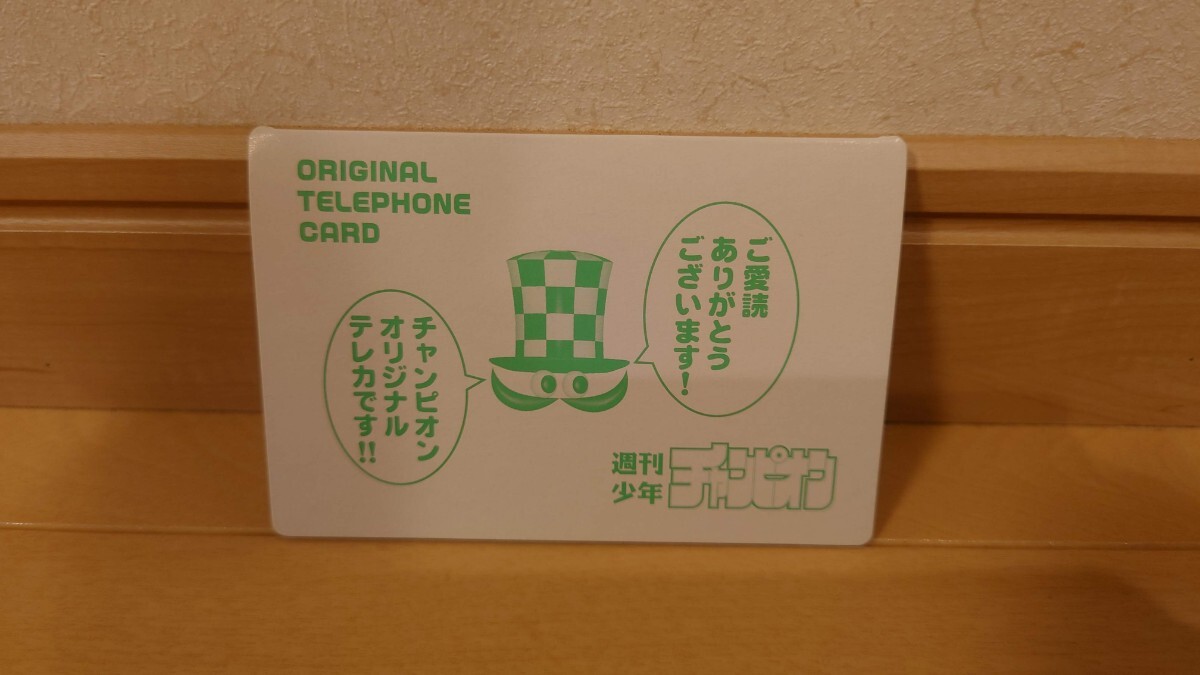 ORIGINAL
TELEPHONE
CARD
ご愛読
ありがとう
ございます!
チャンピオン
オリジナル
テレカです!!
週刊
少年
チャンピオン